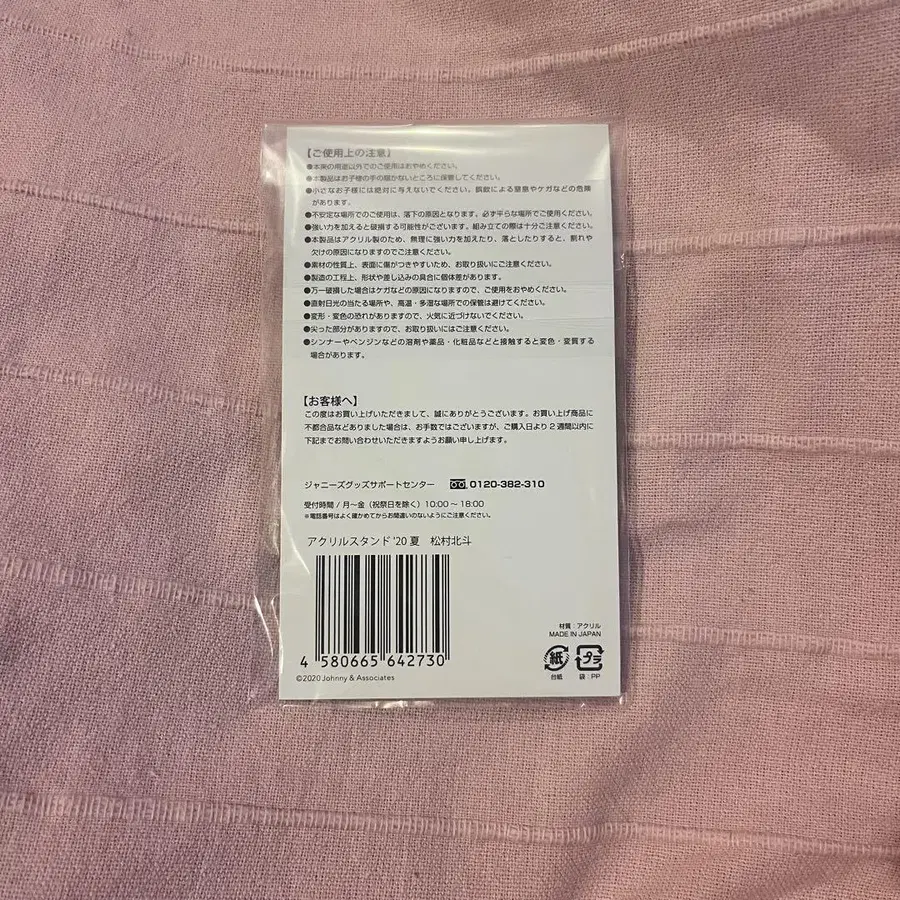 【ご使用上の注意】
●本来の用途以外でのご使用はおやめください。
●本製品はお子様の手の届かないところに保管してください。
●小さなお子様には絶対に与えないでください。誤飲による窒息やケガなどの危険
があります。
●不安定な場所でのご使用は、落下の原因となります。必ず平らな場所でご使用ください。
●強い力を加えると破損する可能性がございます。組み立ての際は十分ご注意ください。
●本製品はアクリル製のため、無理に強い力を加えたり、落としたりすると、割れや
欠けの原因になりますのでご注意ください。
●素材の性質上、表面に傷がつきやすいため、お取り扱いにご注意ください。
●製造の工程上、形状や差し込みの具合に個体差があります。
●万一破損した場合はケガなどの原因になりますので、ご使用をおやめください。
●直射日光の当たる場所や、高温・多湿な場所での保管は避けてください。
●変形・変色の恐れがありますので、火気に近づけないでください。
●尖った部分がありますので、お取り扱いにはご注意ください。
●シンナーやベンジンなどの溶剤や薬品・化粧品などと接触すると変色・変質する
場合があります。
【お客様へ】
この度はお買い上げいただきまして、誠にありがとうございます。お買い上げ商品に
不都合品などありました場合は、お手数ではございますが、ご購入日より2週間以内に
下記までお問い合わせいただきますようお願い申し上げます。
ジャニーズグッズサポートセンター 0120-382-310
受付時間 / 月〜金（祝祭日を除く）10:00〜18:00
※電話番号はよく確かめてからお間違いのないようにご注意ください。
アクリルスタンド '20 夏 松村北斗
4 580665 642730
©2020 Johnny & Associates
材質：アクリル
MADE IN JAPAN
紙 プラ
台紙 袋：PP